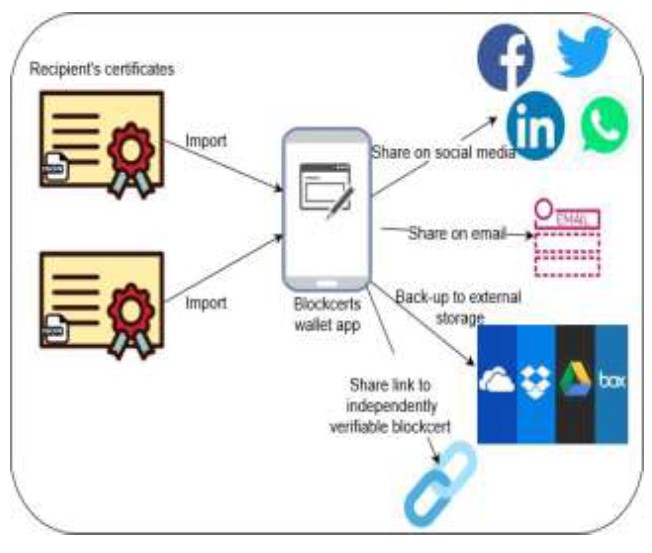 Recipient's certificates
Import
Import
Blockcerts
wallet app
Share on social media
in
Share on email
EMAIL
Back-up to external
storage
box
Share link to
independently
verifiable blockcert